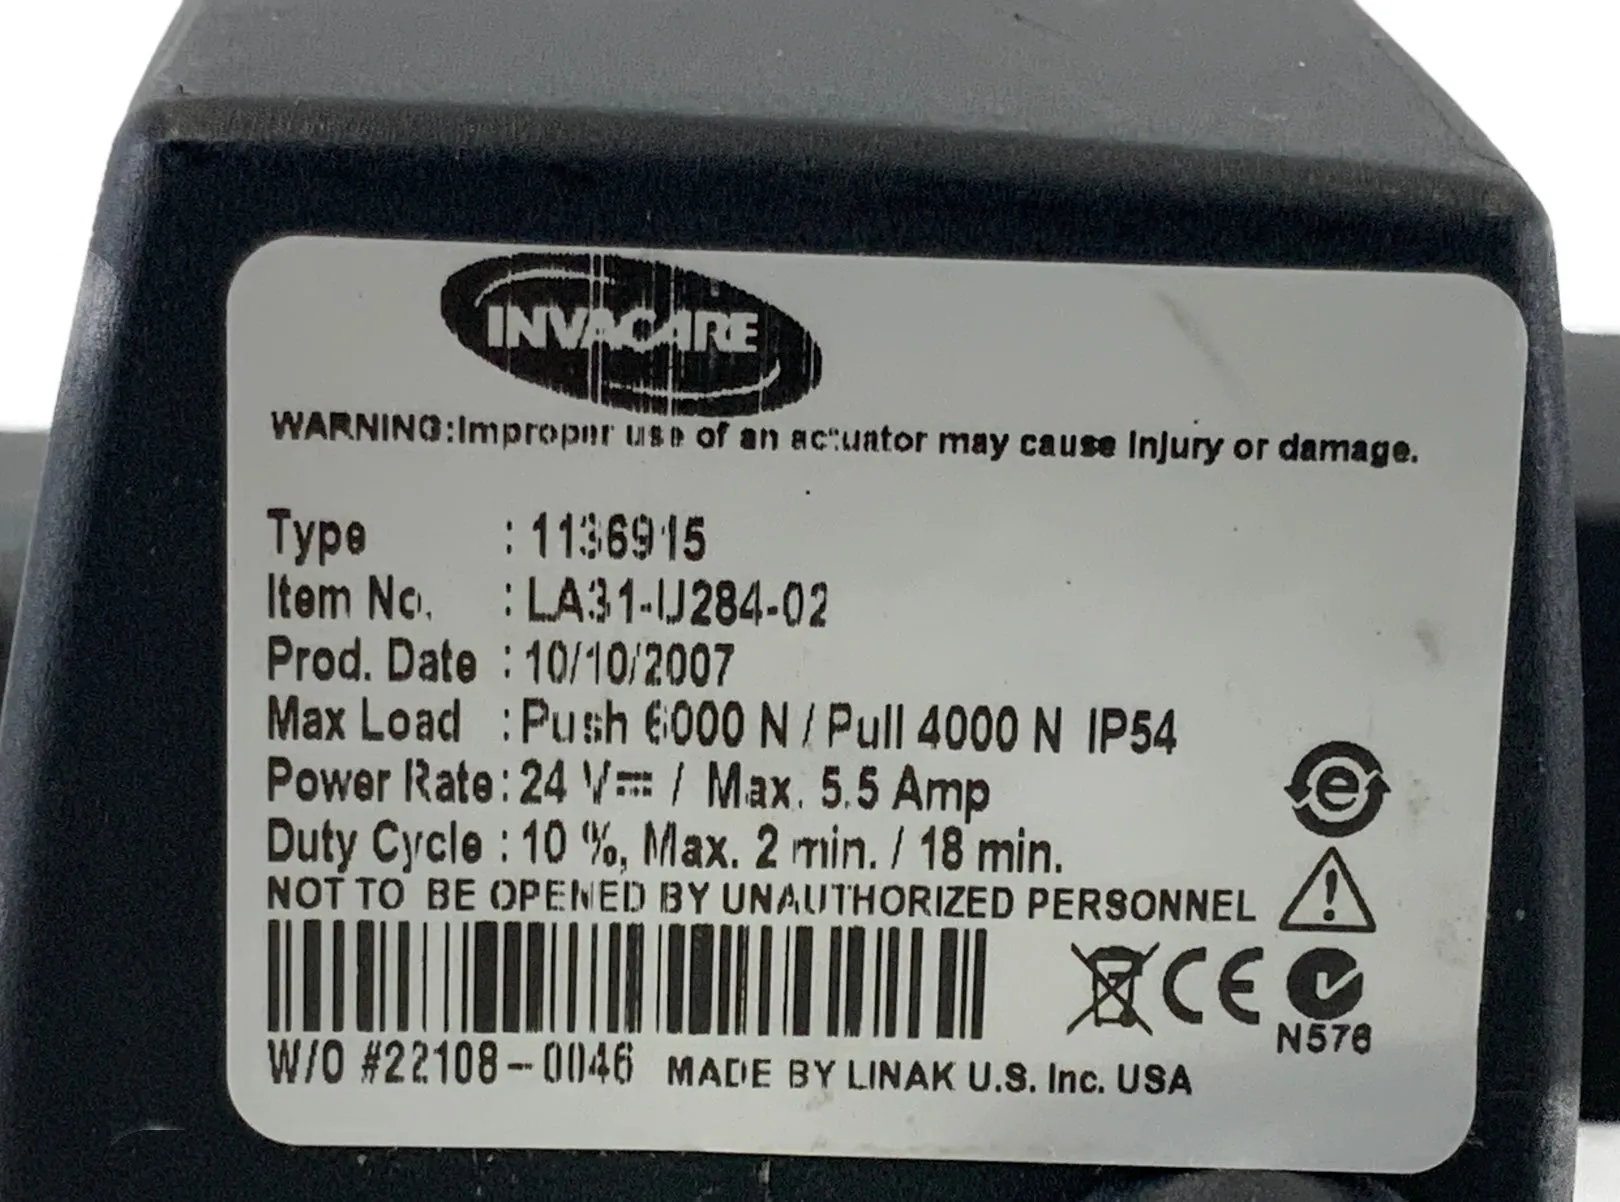 INVACARE
WARNING:Improper use of an actuator may cause Injury or damage.
Type : 1136915
Item No. : LA31-U284-02
Prod. Date : 10/10/2007
Max Load : Push 6000 N / Pull 4000 N IP54
Power Rate: 24 V⎓ / Max. 5.5 Amp
Duty Cycle : 10 %, Max. 2 min. / 18 min.
NOT TO BE OPENED BY UNAUTHORIZED PERSONNEL
CE
N576
W/O #22108-0046 MADE BY LINAK U.S. Inc. USA